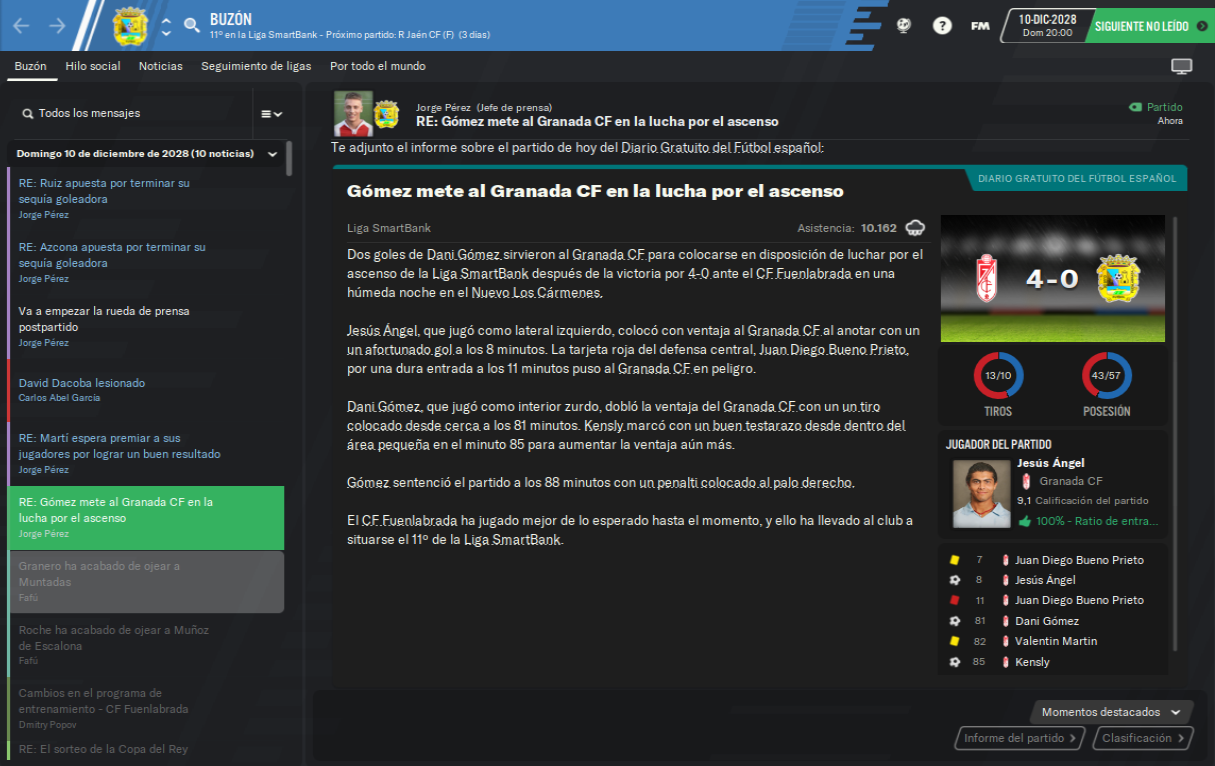 BUZÓN
11º en la Liga SmartBank - Próximo partido: R Jaén CF (F) (3 días)
?
FM
10-DIC-2028
Dom 20:00
SIGUIENTE NO LEÍDO
Buzón
Hilo social
Noticias
Seguimiento de ligas
Por todo el mundo
Todos los mensajes
Domingo 10 de diciembre de 2028 (10 noticias)
RE: Ruiz apuesta por terminar su
sequía goleadora
Jorge Pérez
RE: Azcona apuesta por terminar su
sequía goleadora
Jorge Pérez
Va a empezar la rueda de prensa
postpartido
Jorge Pérez
David Dacoba lesionado
Carlos Abel García
RE: Martí espera premiar a sus
jugadores por lograr un buen resultado
Jorge Pérez
RE: Gómez mete al Granada CF en la
lucha por el ascenso
Jorge Pérez
Granero ha acabado de ojear a
Muntadas
Fafú
Roche ha acabado de ojear a Muñoz
de Escalona
Fafú
Cambios en el programa de
entrenamiento - CF Fuenlabrada
Dmitry Popov
RE: El sorteo de la Copa del Rey
Jorge Pérez (Jefe de prensa)
RE: Gómez mete al Granada CF en la lucha por el ascenso
Partido
Ahora
Te adjunto el informe sobre el partido de hoy del Diario Gratuito del Fútbol español:
DIARIO GRATUITO DEL FÚTBOL ESPAÑOL
Gómez mete al Granada CF en la lucha por el ascenso
Liga SmartBank
Asistencia: 10.162
Dos goles de Dani Gómez sirvieron al Granada CF para colocarse en disposición de luchar por el
ascenso de la Liga SmartBank después de la victoria por 4-0 ante el CF Fuenlabrada en una
húmeda noche en el Nuevo Los Cármenes.
Jesús Ángel, que jugó como lateral izquierdo, colocó con ventaja al Granada CF al anotar con un
un afortunado gol a los 8 minutos. La tarjeta roja del defensa central, Juan Diego Bueno Prieto,
por una dura entrada a los 11 minutos puso al Granada CF en peligro.
Dani Gómez, que jugó como interior zurdo, dobló la ventaja del Granada CF con un un tiro
colocado desde cerca a los 81 minutos. Kensly marcó con un buen testarazo desde dentro del
área pequeña en el minuto 85 para aumentar la ventaja aún más.
Gómez sentenció el partido a los 88 minutos con un penalti colocado al palo derecho.
El CF Fuenlabrada ha jugado mejor de lo esperado hasta el momento, y ello ha llevado al club a
situarse el 11º de la Liga SmartBank.
4-0
13/10
43/57
TIROS
POSESIÓN
JUGADOR DEL PARTIDO
Jesús Ángel
Granada CF
9,1 Calificación del partido
100% - Ratio de entra...
7 Juan Diego Bueno Prieto
8 Jesús Ángel
11 Juan Diego Bueno Prieto
81 Dani Gómez
82 Valentin Martin
85 Kensly
Momentos destacados
Informe del partido
Clasificación